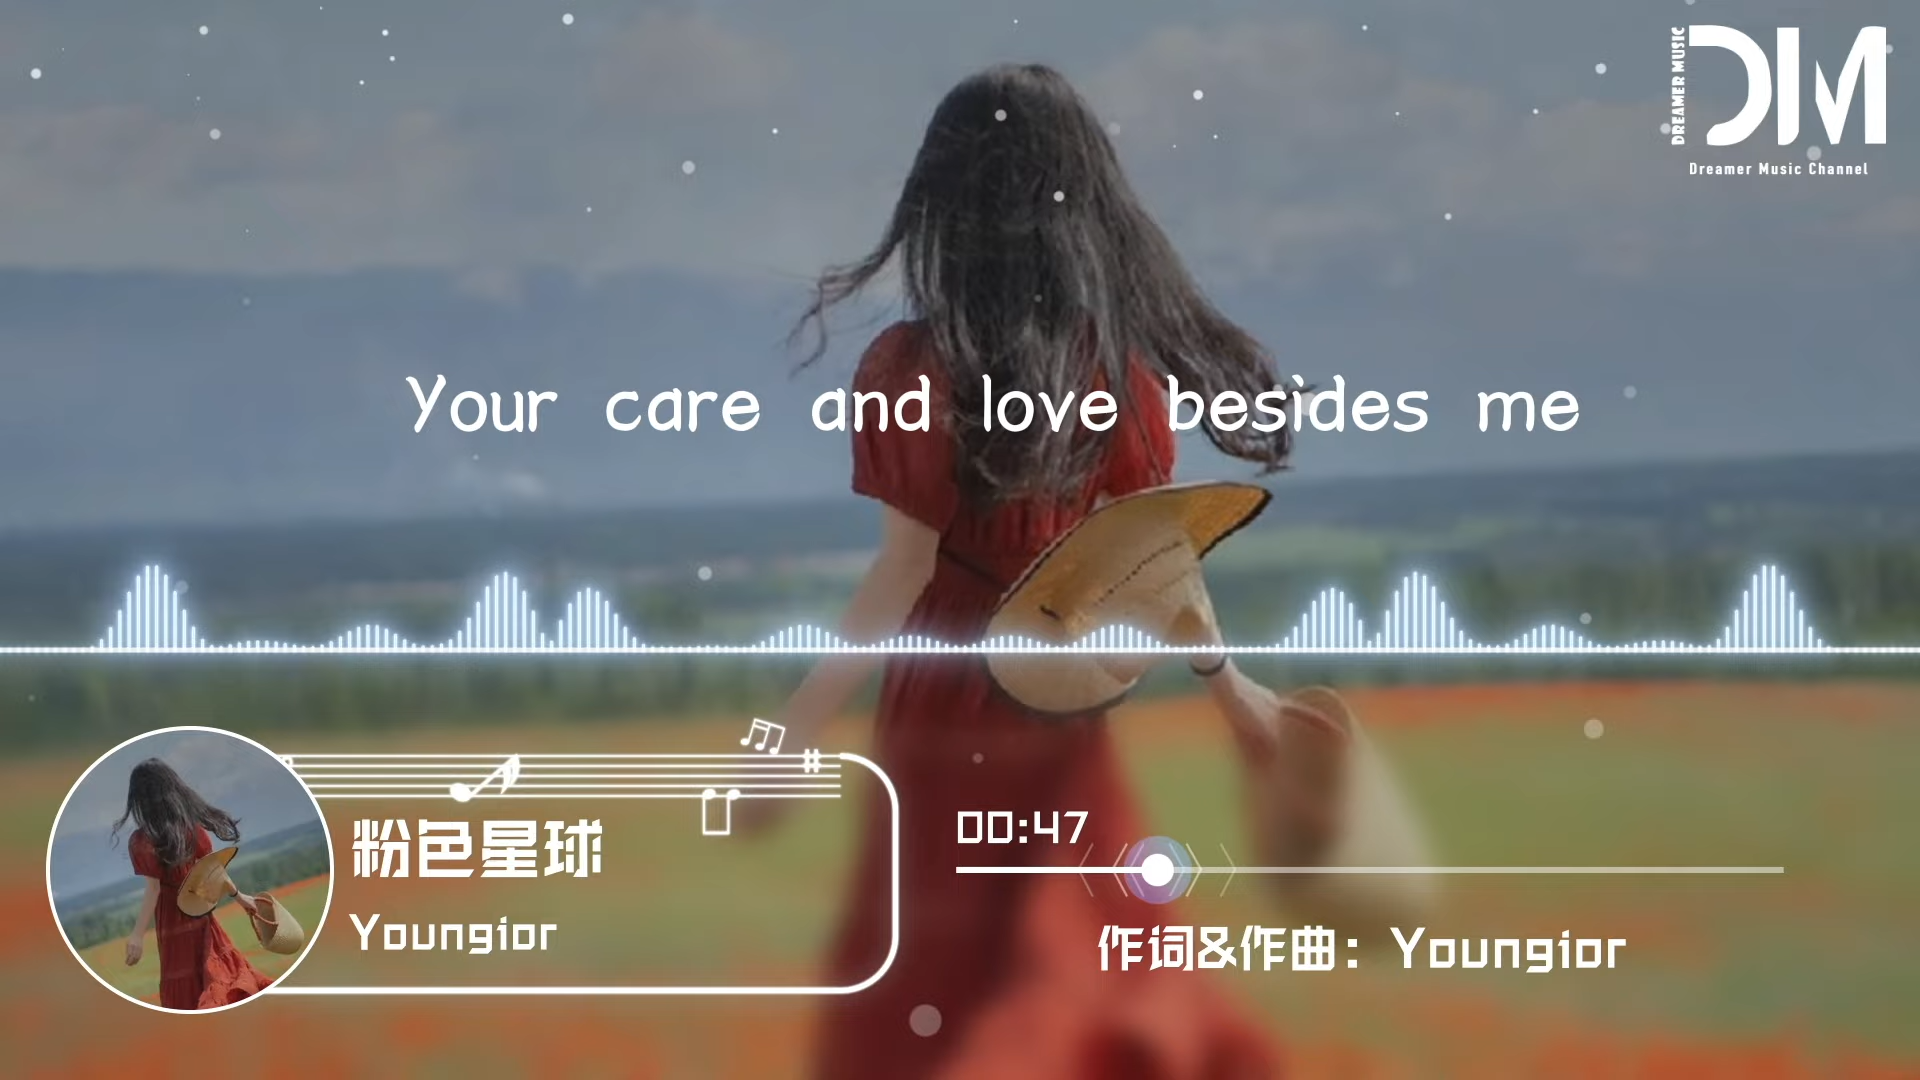 DREAMER MUSIC
DM
Dreamer Music Channel
Your care and love besides me
粉色星球
Youngior
00:47
作词&作曲：Youngior